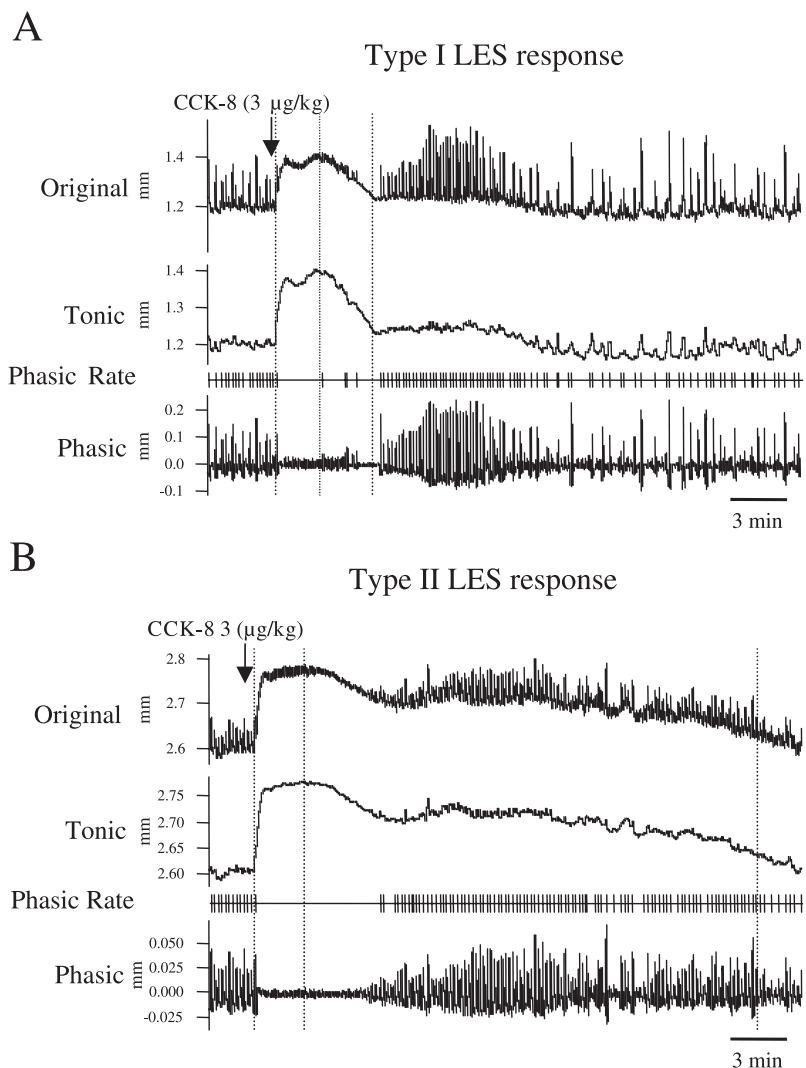 A
Type I LES response
CCK-8 (3 µg/kg)
Original
mm
1.4
1.2
Tonic
mm
1.4
1.3
1.2
Phasic Rate
Phasic
mm
0.2
0.1
0.0
-0.1
3 min
B
Type II LES response
CCK-8 3 (µg/kg)
Original
mm
2.8
2.7
2.6
Tonic
mm
2.75
2.70
2.60
Phasic Rate
Phasic
mm
0.050
0.025
0.000
-0.025
3 min